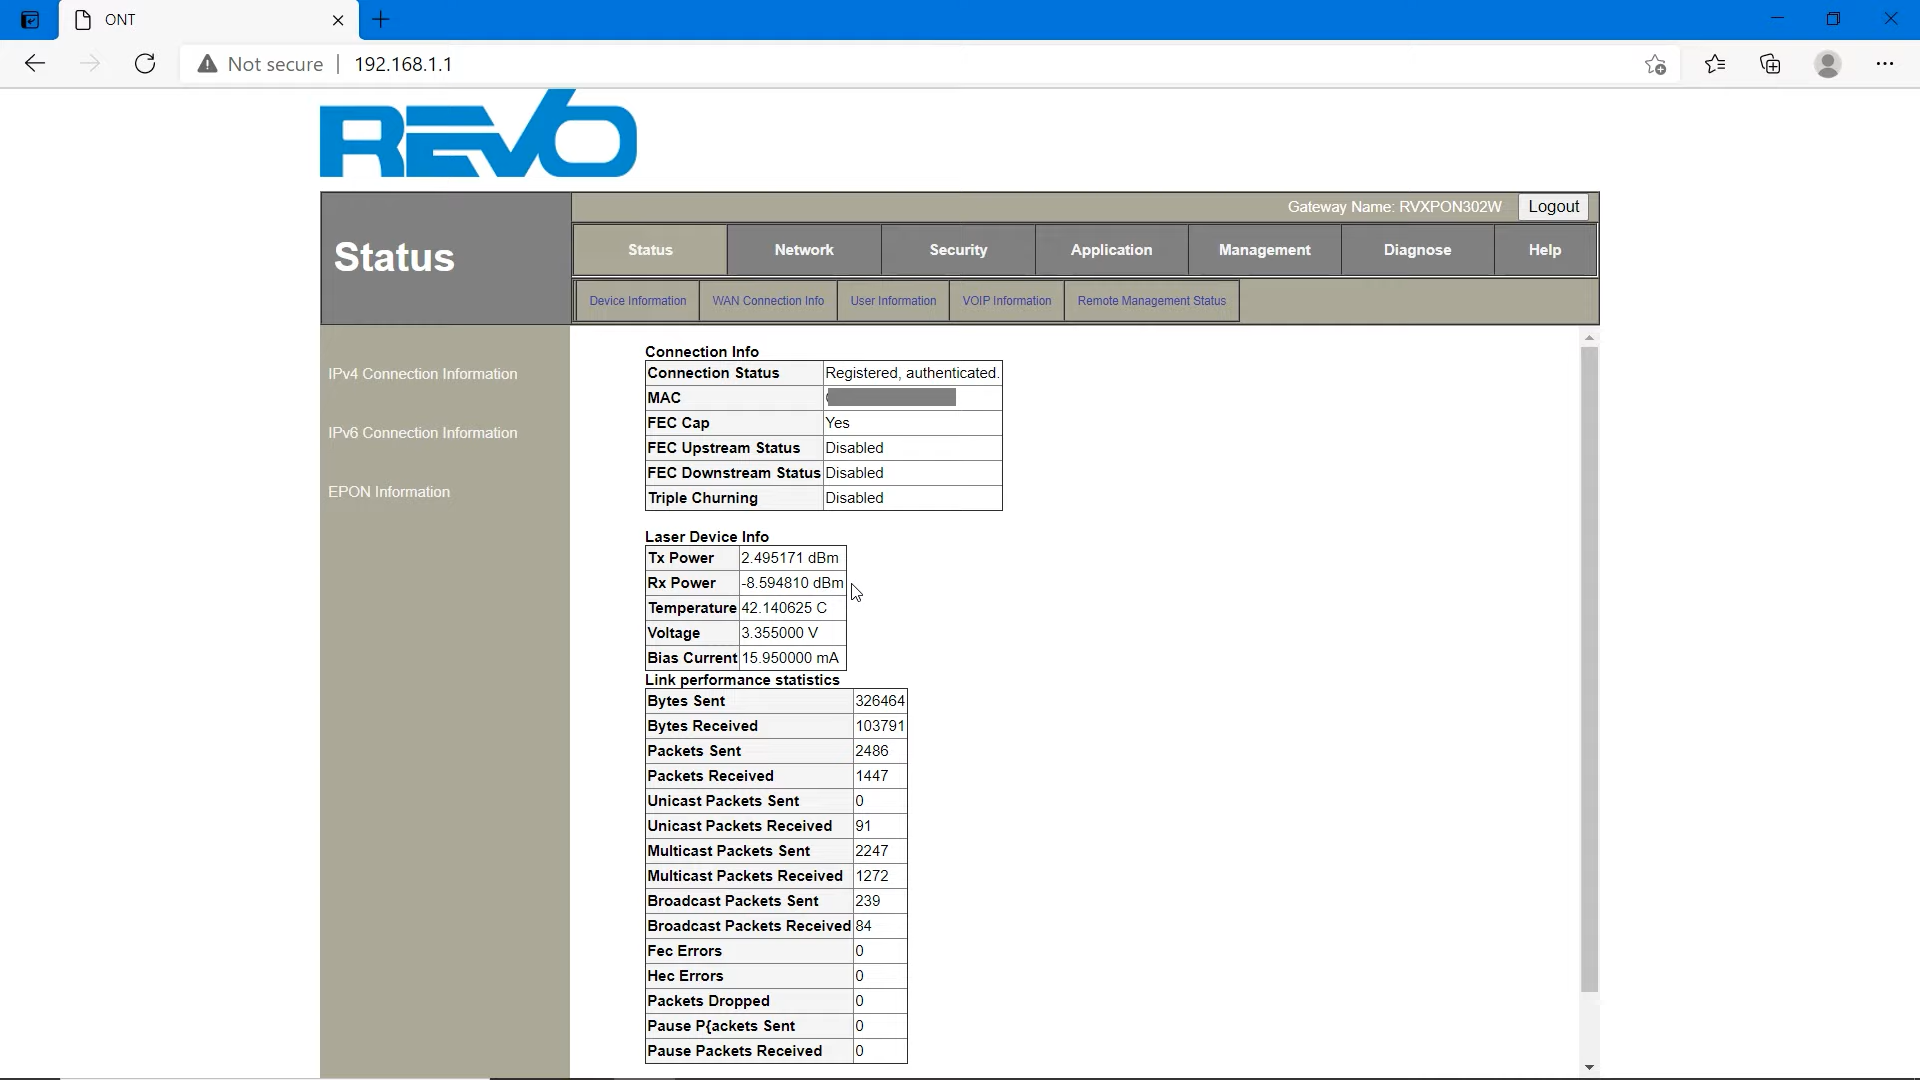 ONT
Not secure 192.168.1.1
REVO
Gateway Name: RVXPON302W Logout
Status
Status Network Security Application Management Diagnose Help
Device Information WAN Connection Info User Information VOIP Information Remote Management Status
IPv4 Connection Information
IPv6 Connection Information
EPON Information
Connection Info
Connection Status Registered, authenticated.
MAC
FEC Cap Yes
FEC Upstream Status Disabled
FEC Downstream Status Disabled
Triple Churning Disabled
Laser Device Info
Tx Power 2.495171 dBm
Rx Power -8.594810 dBm
Temperature 42.140625 C
Voltage 3.355000 V
Bias Current 15.950000 mA
Link performance statistics
Bytes Sent 326464
Bytes Received 103791
Packets Sent 2486
Packets Received 1447
Unicast Packets Sent 0
Unicast Packets Received 91
Multicast Packets Sent 2247
Multicast Packets Received 1272
Broadcast Packets Sent 239
Broadcast Packets Received 84
Fec Errors 0
Hec Errors 0
Packets Dropped 0
Pause P{ackets Sent 0
Pause Packets Received 0